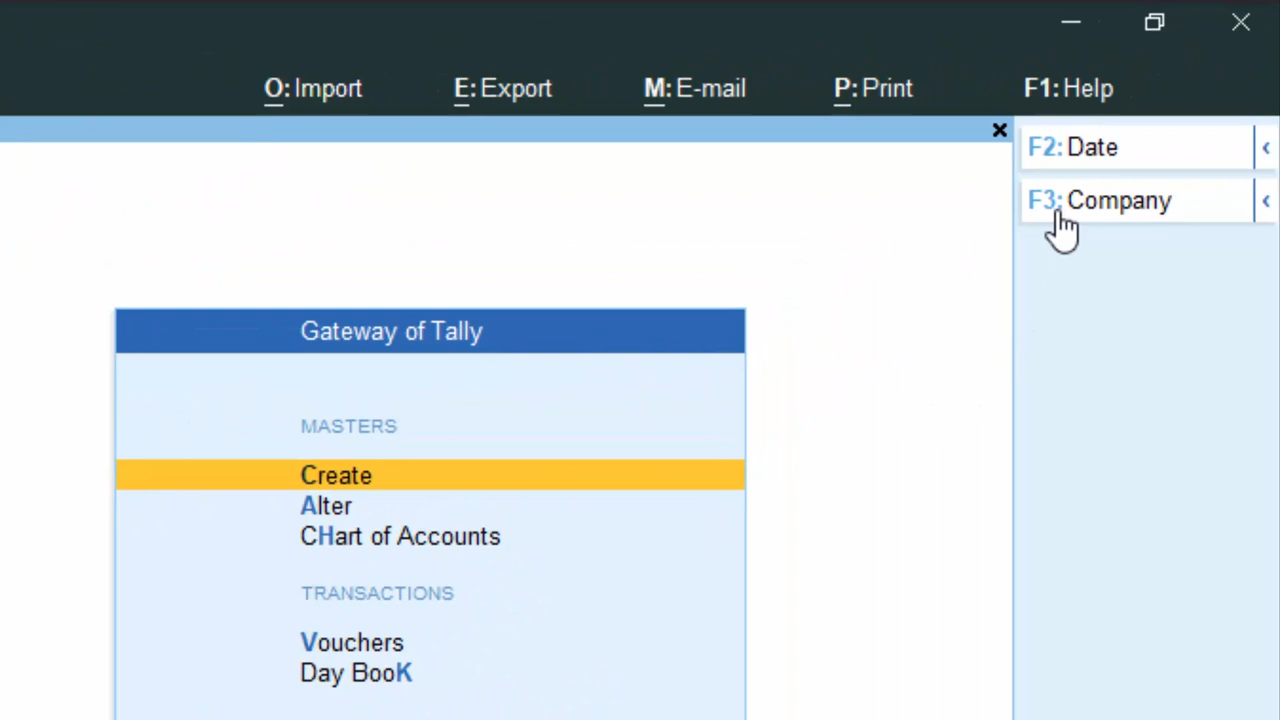 O: Import E: Export M: E-mail P: Print F1: Help
F2: Date
F3: Company
Gateway of Tally
MASTERS
Create
Alter
CHart of Accounts
TRANSACTIONS
Vouchers
Day BooK